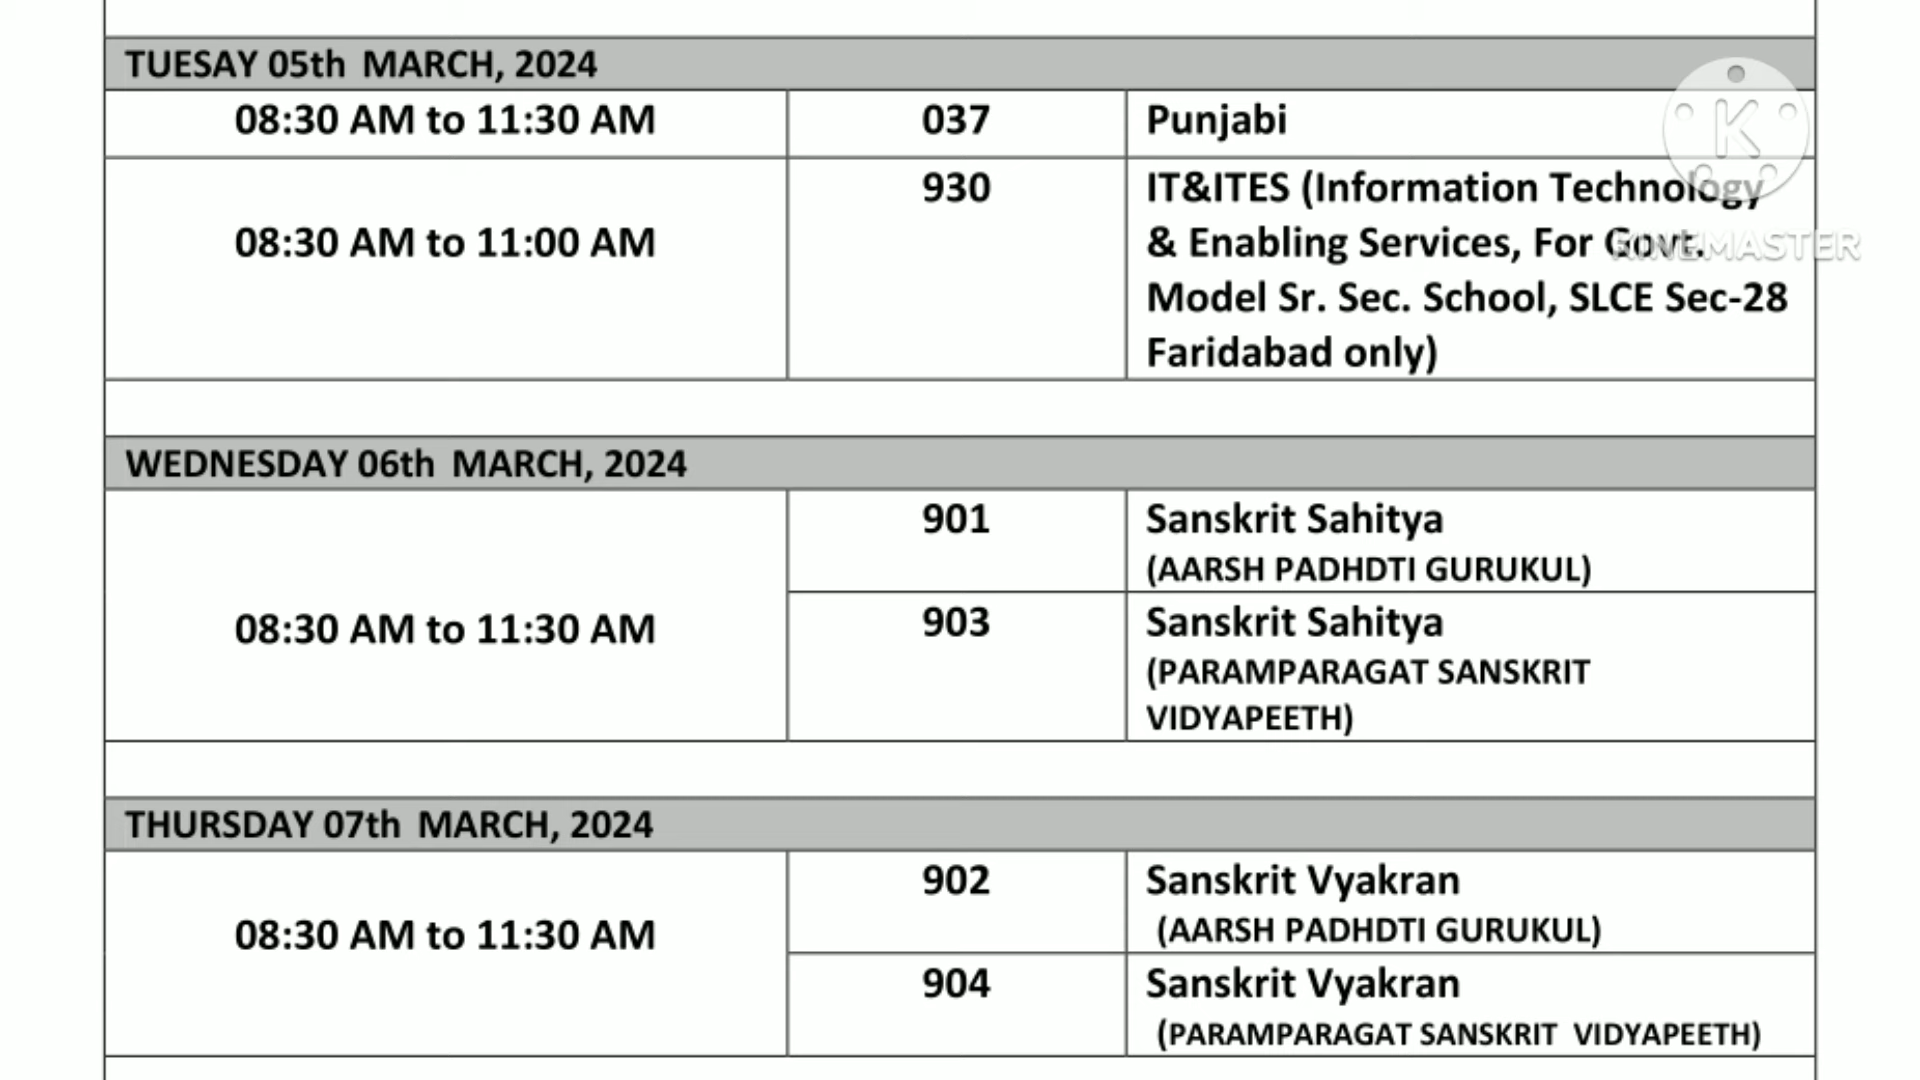 TUESAY 05th MARCH, 2024
08:30 AM to 11:30 AM 037 Punjabi
930 IT&ITES (Information Technology
08:30 AM to 11:00 AM & Enabling Services, For Govt.
Model Sr. Sec. School, SLCE Sec-28
Faridabad only)
K
KINEMASTER
WEDNESDAY 06th MARCH, 2024
901 Sanskrit Sahitya
(AARSH PADHDTI GURUKUL)
08:30 AM to 11:30 AM 903 Sanskrit Sahitya
(PARAMPARAGAT SANSKRIT
VIDYAPEETH)
THURSDAY 07th MARCH, 2024
902 Sanskrit Vyakran
08:30 AM to 11:30 AM (AARSH PADHDTI GURUKUL)
904 Sanskrit Vyakran
(PARAMPARAGAT SANSKRIT VIDYAPEETH)